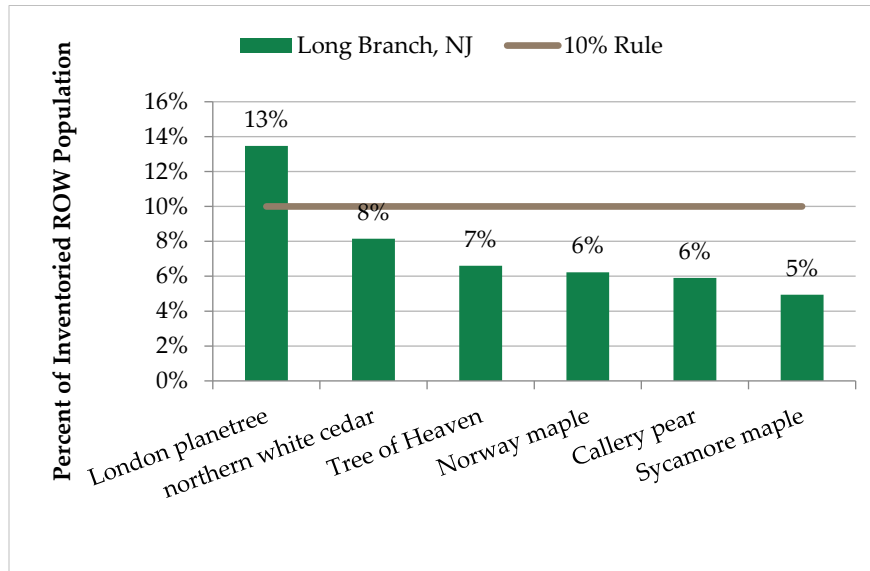 Long Branch, NJ 10% Rule
Percent of Inventoried ROW Population
16%
14%
12%
10%
8%
6%
4%
2%
0%
13%
8%
7%
6%
6%
5%
London planetree
northern white cedar
Tree of Heaven
Norway maple
Callery pear
Sycamore maple